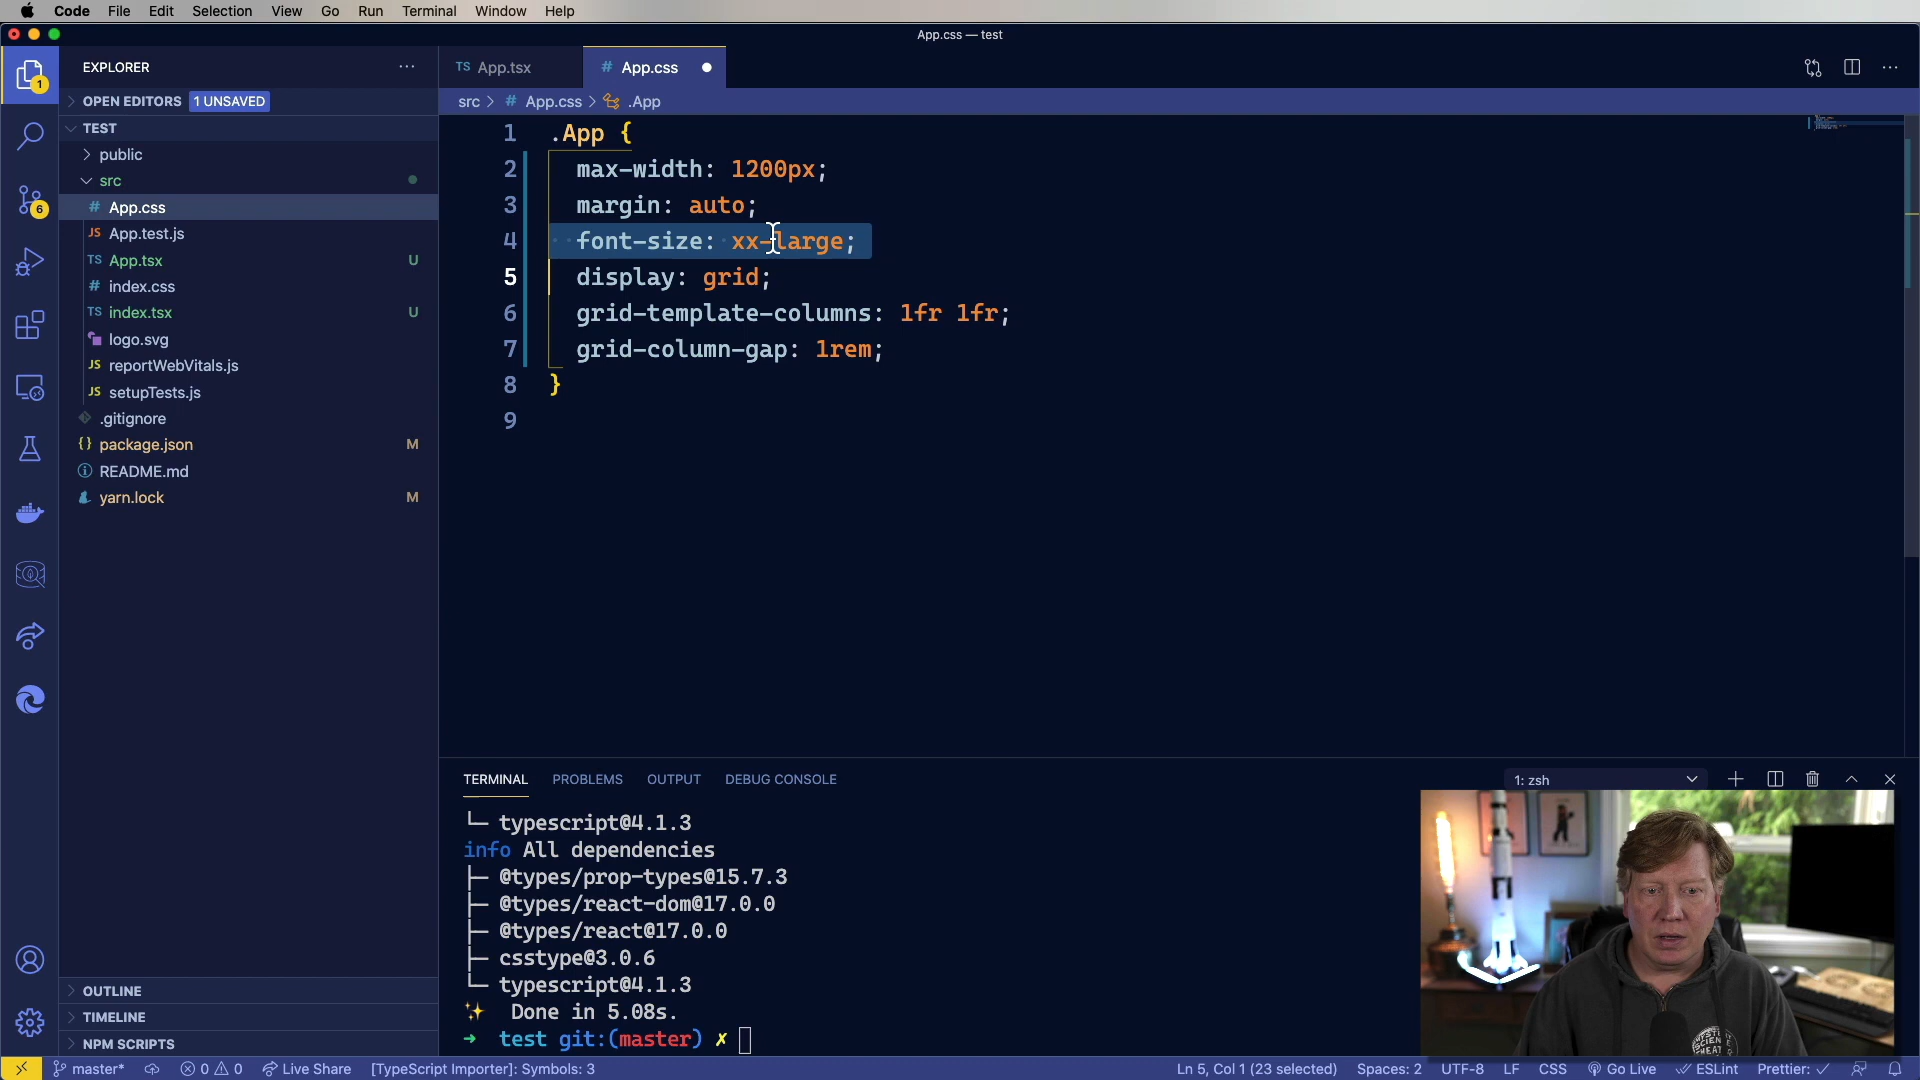 Code File Edit Selection View Go Run Terminal Window Help
App.css — test
EXPLORER
OPEN EDITORS 1 UNSAVED
TEST
public
src
# App.css
JS App.test.js
TS App.tsx U
# index.css
TS index.tsx U
logo.svg
JS reportWebVitals.js
JS setupTests.js
.gitignore
{} package.json M
README.md
yarn.lock M
OUTLINE
TIMELINE
NPM SCRIPTS
1
6
TS App.tsx
# App.css
src > # App.css > .App
1 .App {
2 max-width: 1200px;
3 margin: auto;
4 font-size: xx-large;
5 display: grid;
6 grid-template-columns: 1fr 1fr;
7 grid-column-gap: 1rem;
8 }
9
TERMINAL PROBLEMS OUTPUT DEBUG CONSOLE
1: zsh
└─ typescript@4.1.3
info All dependencies
├─ @types/prop-types@15.7.3
├─ @types/react-dom@17.0.0
├─ @types/react@17.0.0
├─ csstype@3.0.6
└─ typescript@4.1.3
✨ Done in 5.08s.
→ test git:(master) ✗
master* 0 0 Live Share [TypeScript Importer]: Symbols: 3 Ln 5, Col 1 (23 selected) Spaces: 2 UTF-8 LF CSS Go Live ESLint Prettier: ✓